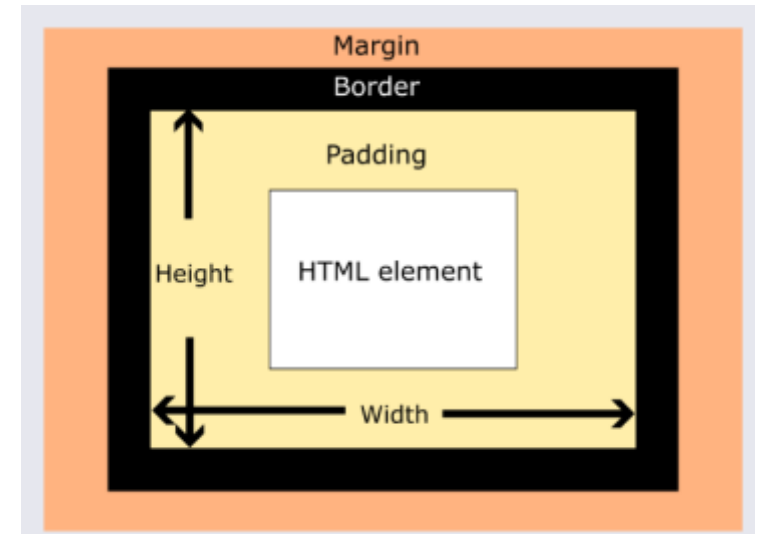 Margin
Border
Padding
Height
HTML element
Width